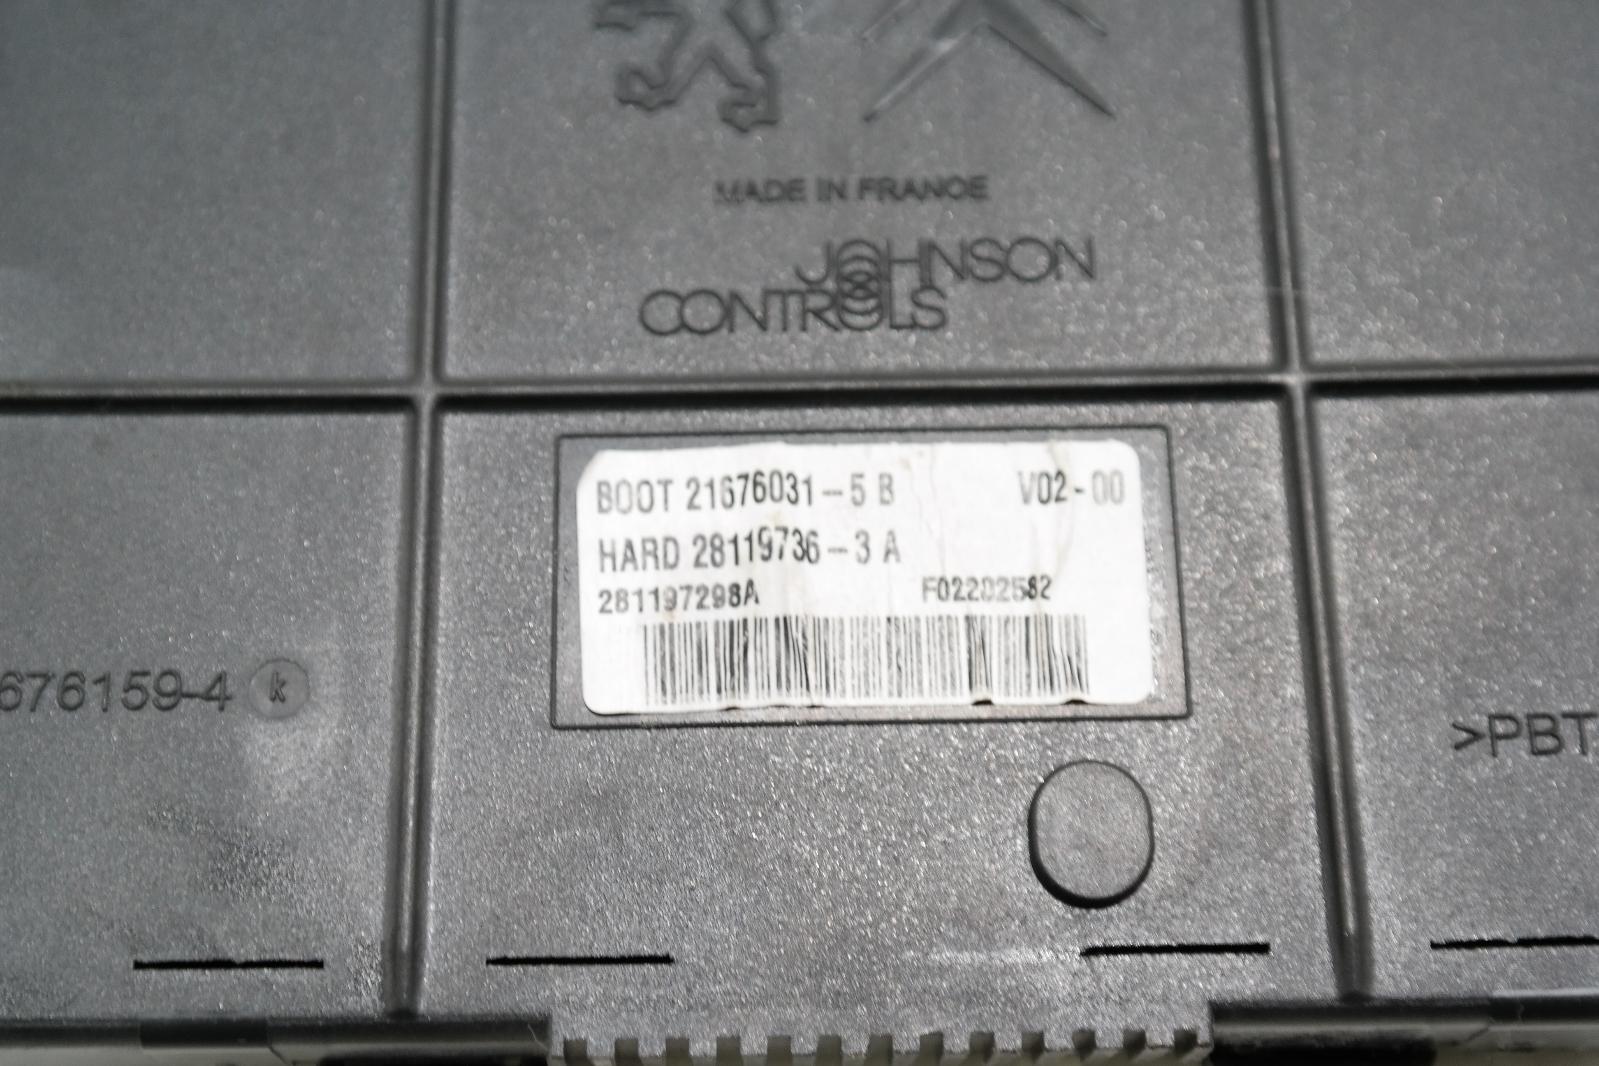 MADE IN FRANCE
JOHNSON
CONTROLS
BOOT 21676031-5 B V02-00
HARD 28119736-3 A
281197298A F02202582
676159-4 k
>PBT